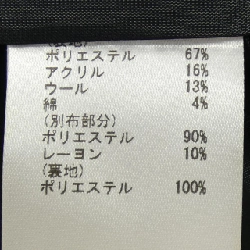 ポリエステル 67%
アクリル 16%
ウール 13%
綿 4%
(別布部分)
ポリエステル 90%
レーヨン 10%
(裏地)
ポリエステル 100%